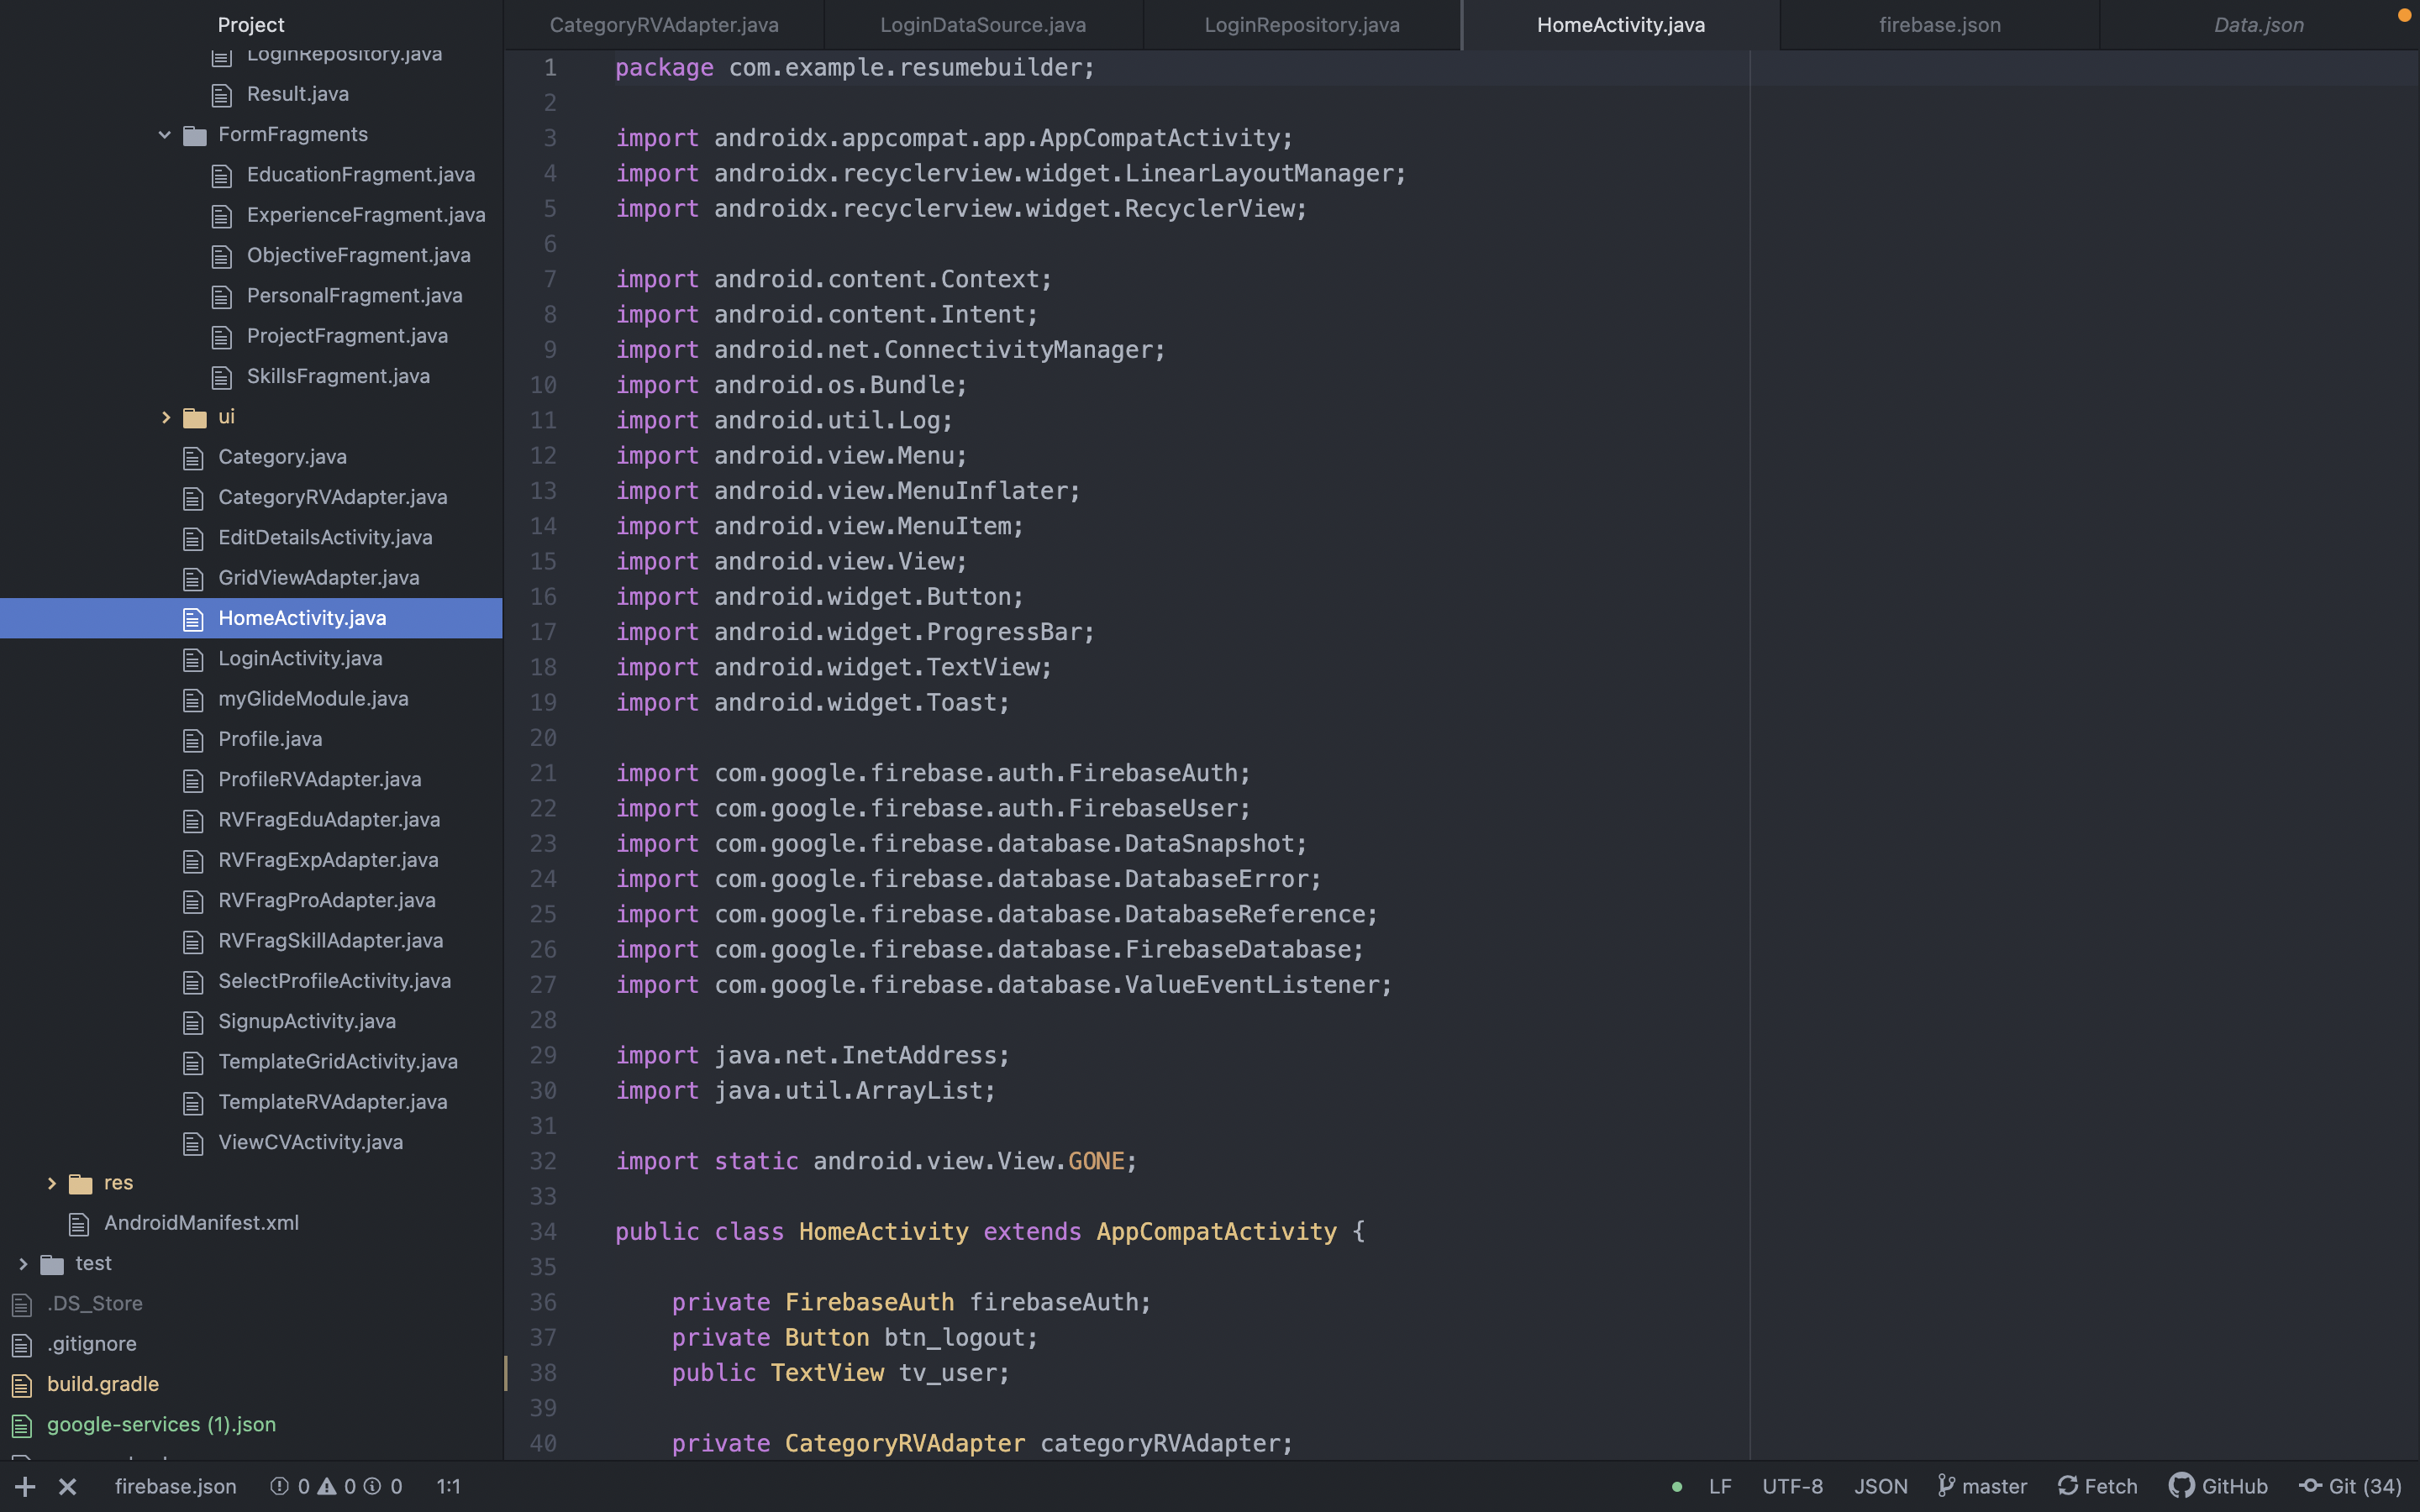 Project
LoginRepository.java
Result.java
FormFragments
EducationFragment.java
ExperienceFragment.java
ObjectiveFragment.java
PersonalFragment.java
ProjectFragment.java
SkillsFragment.java
ui
Category.java
CategoryRVAdapter.java
EditDetailsActivity.java
GridViewAdapter.java
HomeActivity.java
LoginActivity.java
myGlideModule.java
Profile.java
ProfileRVAdapter.java
RVFragEduAdapter.java
RVFragExpAdapter.java
RVFragProAdapter.java
RVFragSkillAdapter.java
SelectProfileActivity.java
SignupActivity.java
TemplateGridActivity.java
TemplateRVAdapter.java
ViewCVActivity.java
res
AndroidManifest.xml
test
.DS_Store
.gitignore
build.gradle
google-services (1).json
CategoryRVAdapter.java LoginDataSource.java LoginRepository.java HomeActivity.java firebase.json Data.json
1 package com.example.resumebuilder;
2
3 import androidx.appcompat.app.AppCompatActivity;
4 import androidx.recyclerview.widget.LinearLayoutManager;
5 import androidx.recyclerview.widget.RecyclerView;
6
7 import android.content.Context;
8 import android.content.Intent;
9 import android.net.ConnectivityManager;
10 import android.os.Bundle;
11 import android.util.Log;
12 import android.view.Menu;
13 import android.view.MenuInflater;
14 import android.view.MenuItem;
15 import android.view.View;
16 import android.widget.Button;
17 import android.widget.ProgressBar;
18 import android.widget.TextView;
19 import android.widget.Toast;
20
21 import com.google.firebase.auth.FirebaseAuth;
22 import com.google.firebase.auth.FirebaseUser;
23 import com.google.firebase.database.DataSnapshot;
24 import com.google.firebase.database.DatabaseError;
25 import com.google.firebase.database.DatabaseReference;
26 import com.google.firebase.database.FirebaseDatabase;
27 import com.google.firebase.database.ValueEventListener;
28
29 import java.net.InetAddress;
30 import java.util.ArrayList;
31
32 import static android.view.View.GONE;
33
34 public class HomeActivity extends AppCompatActivity {
35
36 private FirebaseAuth firebaseAuth;
37 private Button btn_logout;
38 public TextView tv_user;
39
40 private CategoryRVAdapter categoryRVAdapter;
firebase.json 0 0 0 1:1 LF UTF-8 JSON master Fetch GitHub Git (34)